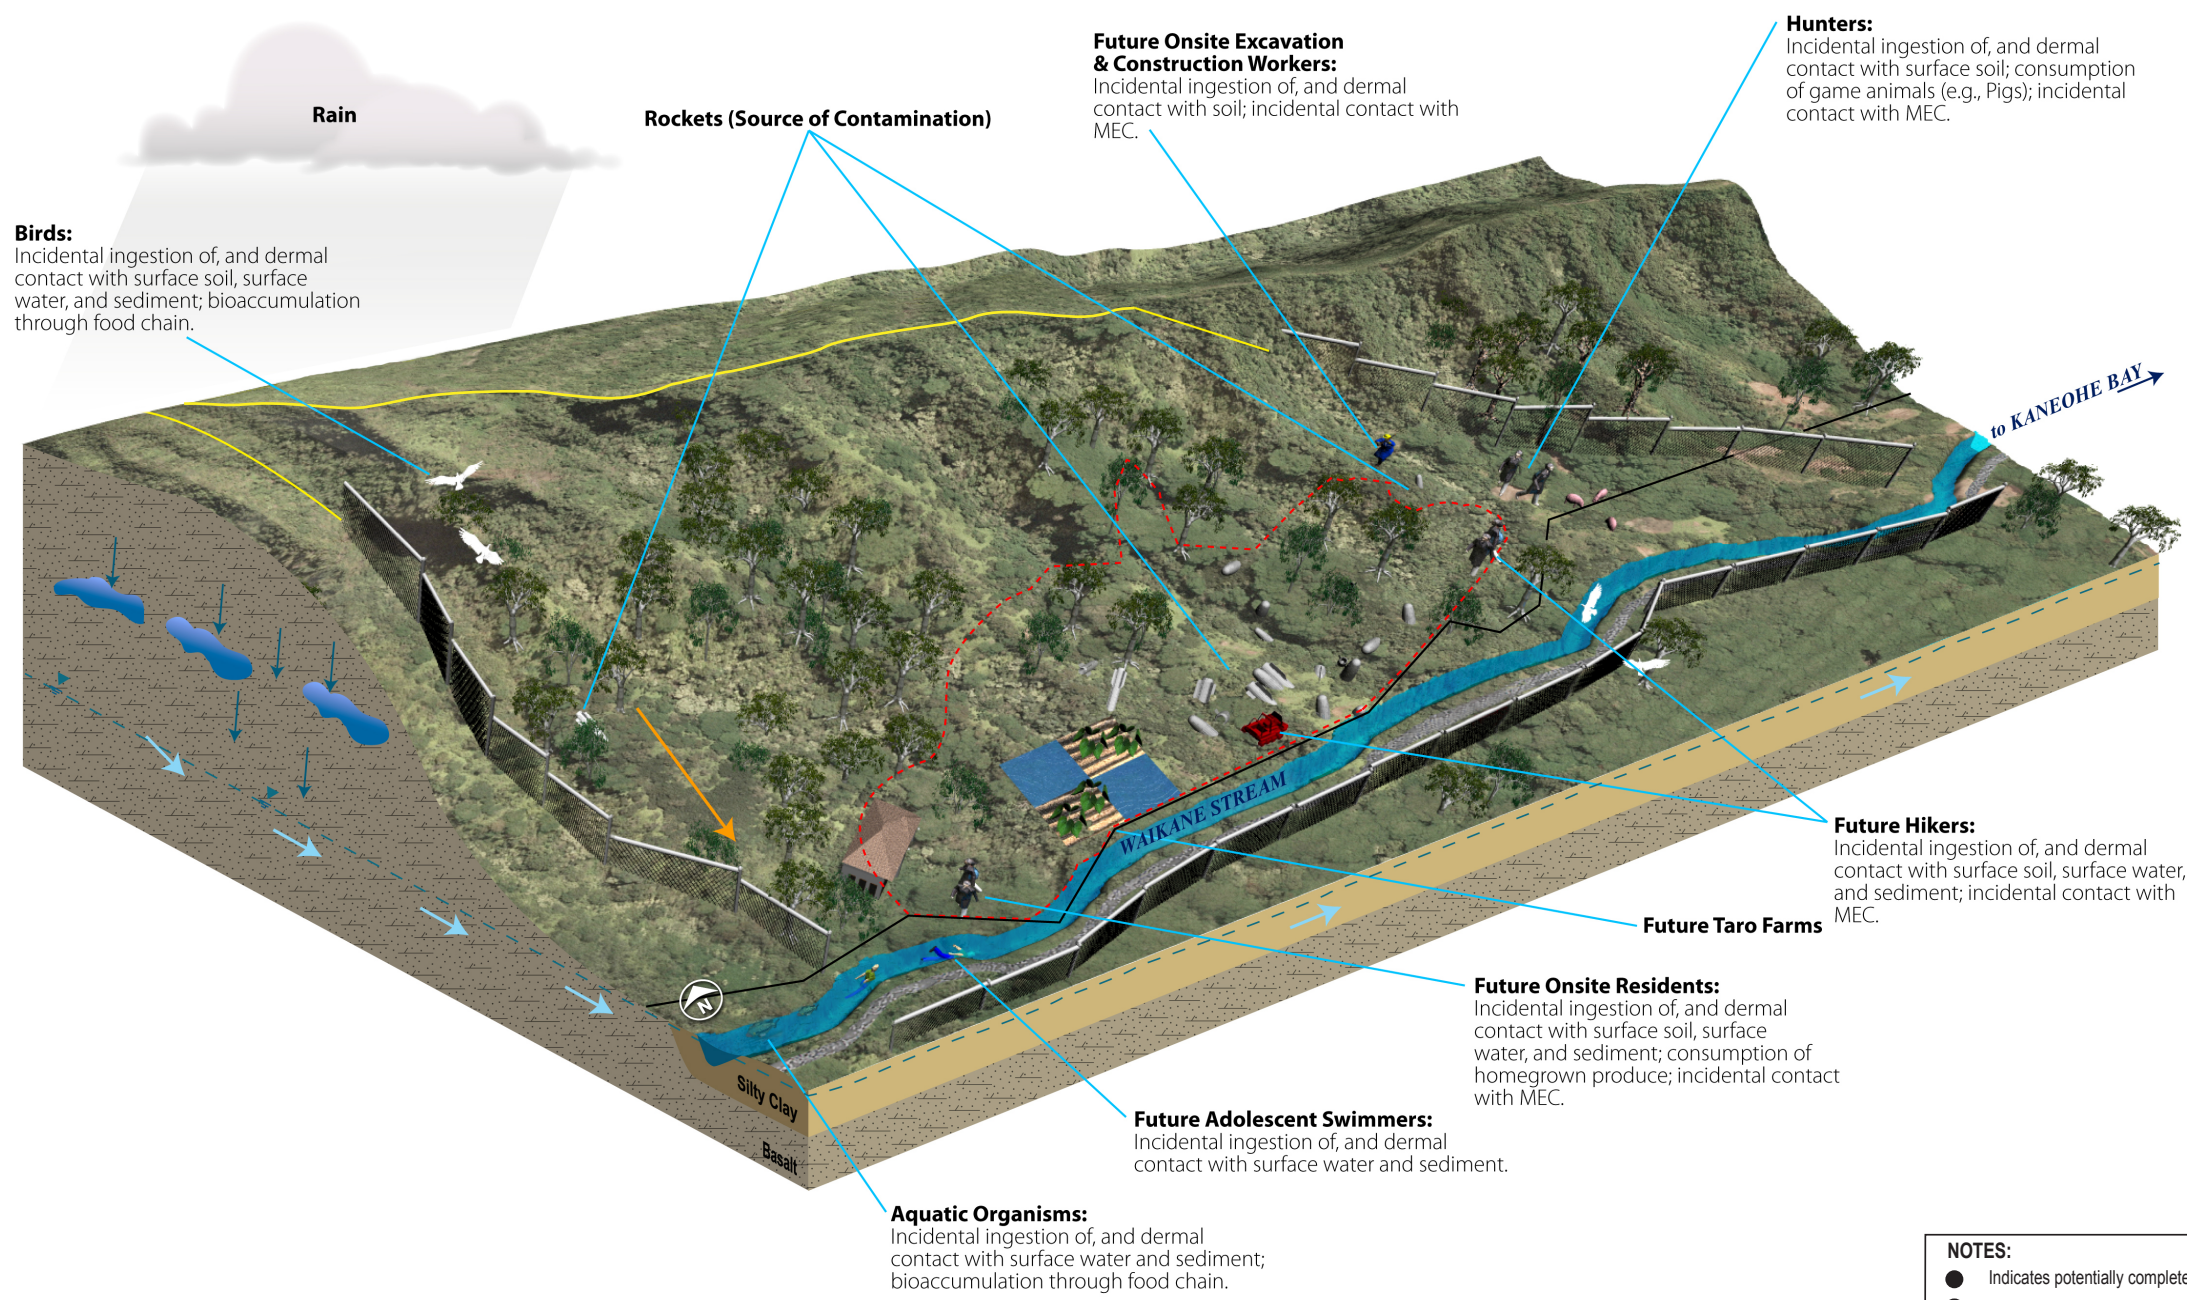 Rain
Rockets (Source of Contamination)
Future Onsite Excavation
& Construction Workers:
Incidental ingestion of, and dermal
contact with soil; incidental contact with
MEC.
Hunters:
Incidental ingestion of, and dermal
contact with surface soil; consumption
of game animals (e.g., Pigs); incidental
contact with MEC.
Birds:
Incidental ingestion of, and dermal
contact with surface soil, surface
water, and sediment; bioaccumulation
through food chain.
to KANEOHE BAY
WAIKANE STREAM
Future Hikers:
Incidental ingestion of, and dermal
contact with surface soil, surface water,
and sediment; incidental contact with
MEC.
Future Taro Farms
Future Onsite Residents:
Incidental ingestion of, and dermal
contact with surface soil, surface
water, and sediment; consumption of
homegrown produce; incidental contact
with MEC.
N
Silty Clay
Basalt
Future Adolescent Swimmers:
Incidental ingestion of, and dermal
contact with surface water and sediment.
Aquatic Organisms:
Incidental ingestion of, and dermal
contact with surface water and sediment;
bioaccumulation through food chain.
NOTES:
Indicates potentially complete